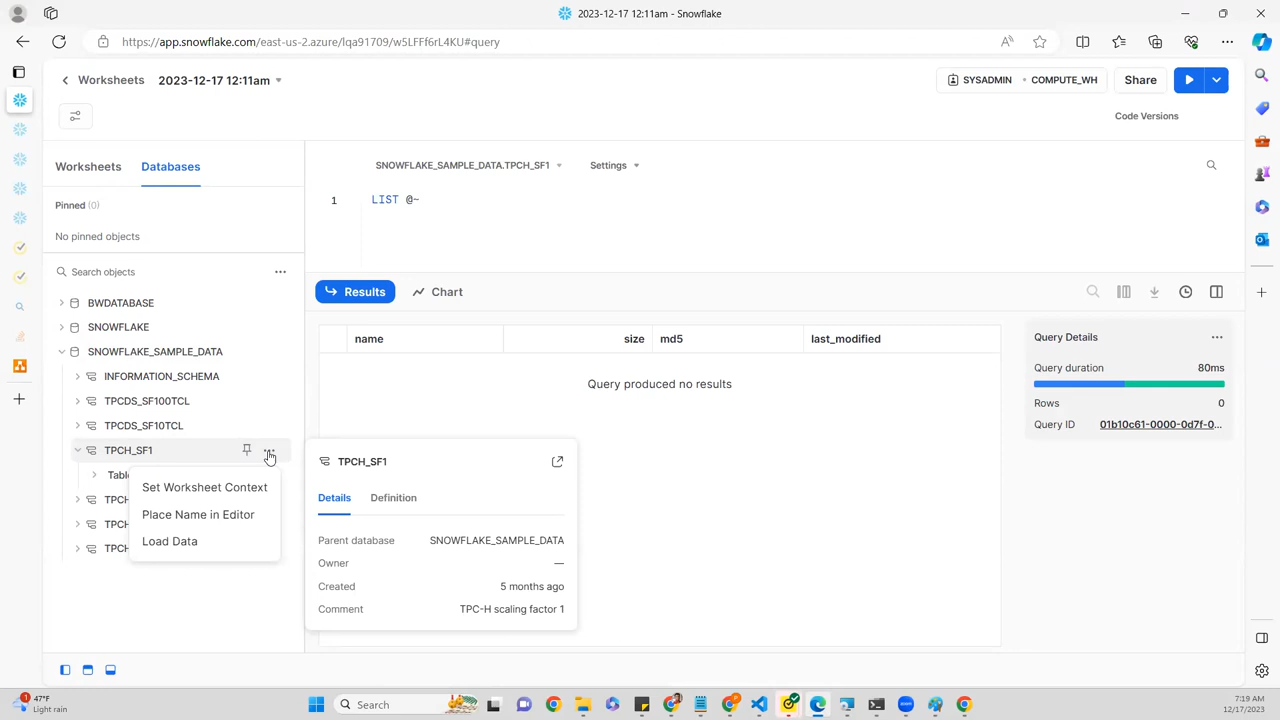 2023-12-17 12:11am - Snowflake
https://app.snowflake.com/east-us-2.azure/lqa91709/w5LFFf6rL4KU#query
Worksheets 2023-12-17 12:11am
SYSADMIN • COMPUTE_WH Share
Code Versions
Worksheets Databases
SNOWFLAKE_SAMPLE_DATA.TPCH_SF1 Settings
Pinned (0)
1 LIST @~
No pinned objects
Search objects
Results Chart
BWDATABASE
SNOWFLAKE
SNOWFLAKE_SAMPLE_DATA
INFORMATION_SCHEMA
TPCDS_SF100TCL
TPCDS_SF10TCL
TPCH_SF1
Tabl
TPCH
TPCH
TPCH
Set Worksheet Context
Place Name in Editor
Load Data
name size md5 last_modified
Query produced no results
Query Details
Query duration 80ms
Rows 0
Query ID 01b10c61-0000-0d7f-0...
TPCH_SF1
Details Definition
Parent database SNOWFLAKE_SAMPLE_DATA
Owner —
Created 5 months ago
Comment TPC-H scaling factor 1
1 47°F
Light rain
Search
7:19 AM
12/17/2023